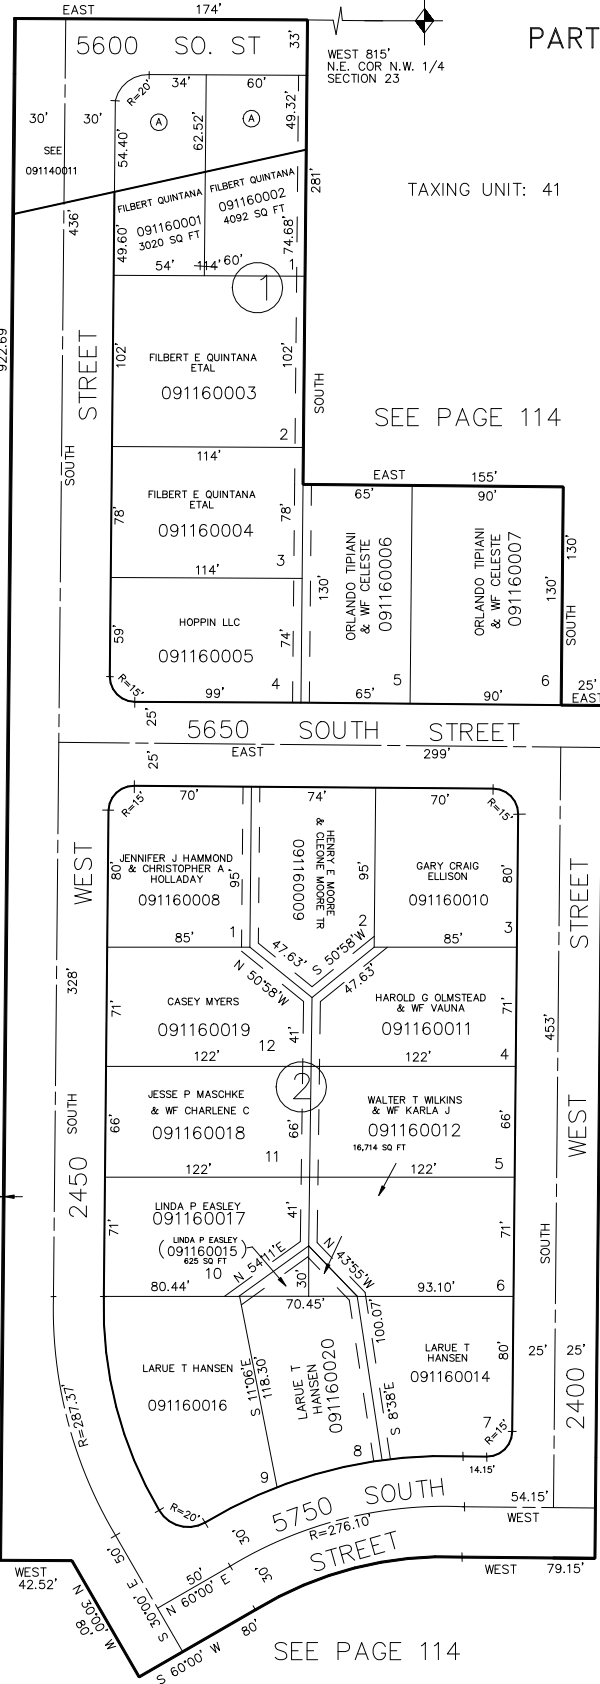 EAST
174'
5600 SO. ST
33'
WEST 815'
N.E. COR N.W. 1/4
SECTION 23
PART
R=20'
34'
60'
30'
30'
A
A
54.40'
62.52'
49.32'
SEE
091140011
281'
TAXING UNIT: 41
436'
FILBERT QUINTANA
091160001
3020 SQ FT
FILBERT QUINTANA
091160002
4092 SQ FT
49.60'
74.68'
54'
114'
60'
1
1
922.69
STREET
102'
FILBERT E QUINTANA
ETAL
091160003
102'
SOUTH
SEE PAGE 114
2
114'
SOUTH
EAST
155'
65'
90'
78'
FILBERT E QUINTANA
ETAL
091160004
78'
3
130'
ORLANDO TIPIANI
& WF CELESTE
091160006
ORLANDO TIPIANI
& WF CELESTE
091160007
130'
130'
SOUTH
114'
59'
HOPPIN LLC
091160005
74'
4
5
6
R=15'
99'
65'
90'
25'
EAST
25'
5650 SOUTH STREET
EAST
299'
25'
R=15'
70'
74'
70'
R=15'
WEST
80'
JENNIFER J HAMMOND
& CHRISTOPHER A
HOLLADAY
091160008
95'
HENRY E MOORE
& CLEONE MOORE TR
091160009
95'
GARY CRAIG
ELLISON
091160010
80'
STREET
1
2
3
85'
47.63'
S 50°58'W
85'
N 50°58'W
47.63'
328'
71'
CASEY MYERS
091160019
41'
HAROLD G OLMSTEAD
& WF VAUNA
091160011
71'
453'
12
4
122'
122'
2
SOUTH
66'
JESSE P MASCHKE
& WF CHARLENE C
091160018
66'
WALTER T WILKINS
& WF KARLA J
091160012
16,714 SQ FT
66'
WEST
11
5
122'
122'
2450
71'
LINDA P EASLEY
091160017
41'
LINDA P EASLEY
(091160015)
625 SQ FT
10
N 54°11'E
N 43°55'W
30'
71'
SOUTH
80.44'
70.45'
93.10'
6
100.07'
LARUE T HANSEN
091160016
S 11°06'E
118.30'
LARUE T
HANSEN
091160020
S 8°38'E
LARUE T
HANSEN
091160014
80'
25'
25'
R=287.37'
2400
7
R=15'
9
8
14.15'
R=20'
5750 SOUTH
STREET
R=276.10'
54.15'
WEST
30'
30'
50'
50'
N 60°00' E
S 30°00' E
WEST
42.52'
N 30°00' W
80'
S 60°00' W
80'
WEST
79.15'
SEE PAGE 114